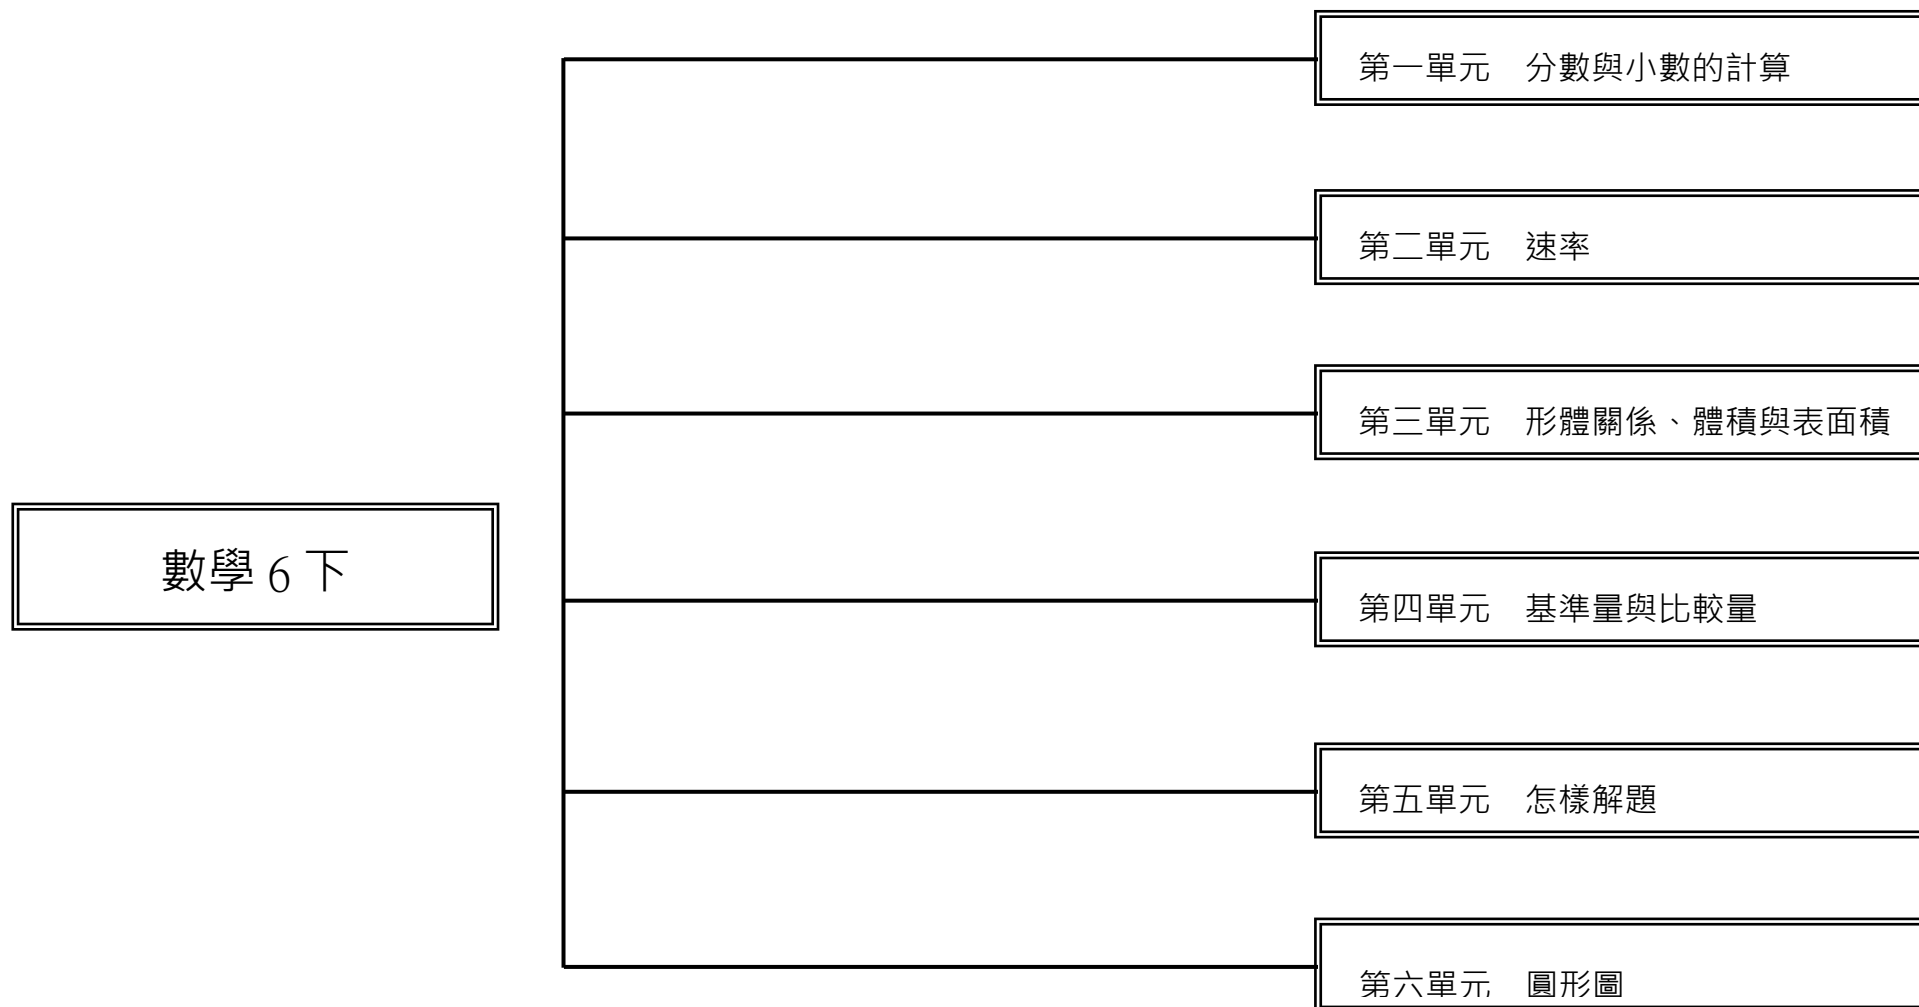 第一單元　分數與小數的計算
第二單元　速率
第三單元　形體關係、體積與表面積
數學 6 下
第四單元　基準量與比較量
第五單元　怎樣解題
第六單元　圓形圖